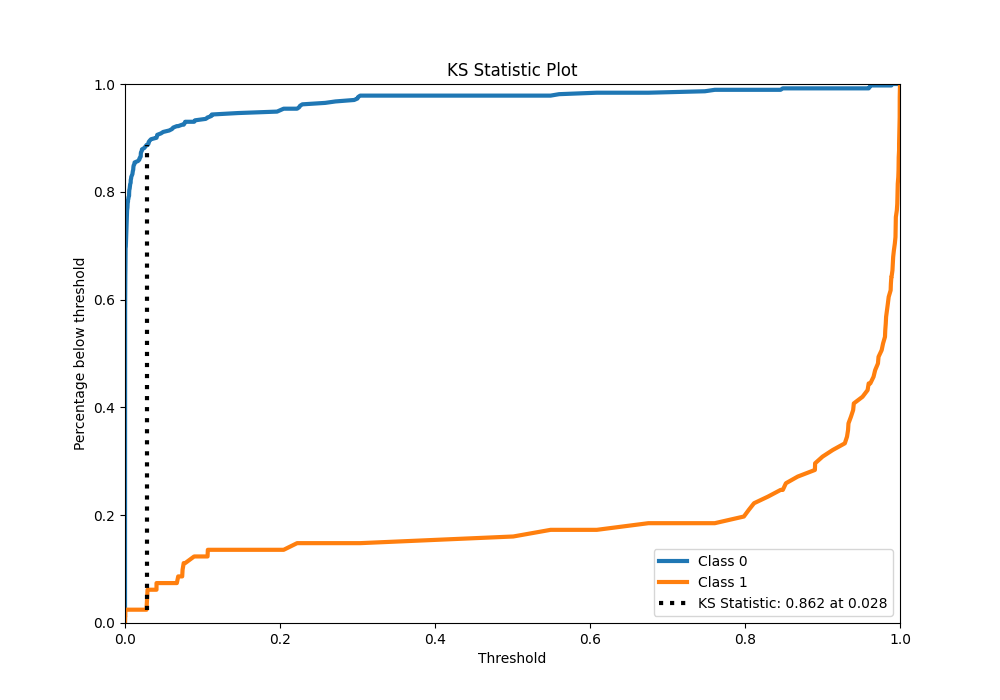 KS Statistic Plot
Percentage below threshold
1.0
0.8
0.6
0.4
0.2
0.0
0.0 0.2 0.4 0.6 0.8 1.0
Threshold
Class 0
Class 1
KS Statistic: 0.862 at 0.028